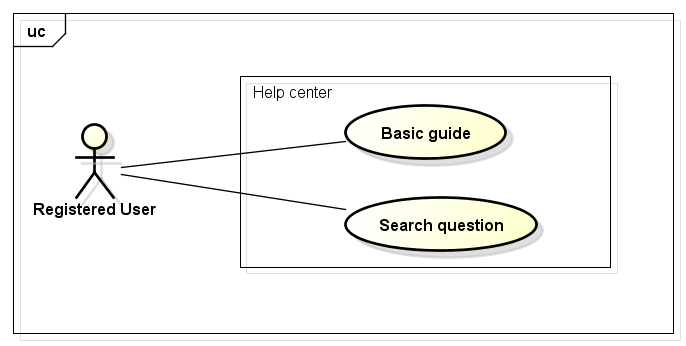 uc
Help center
Basic guide
Registered User
Search question